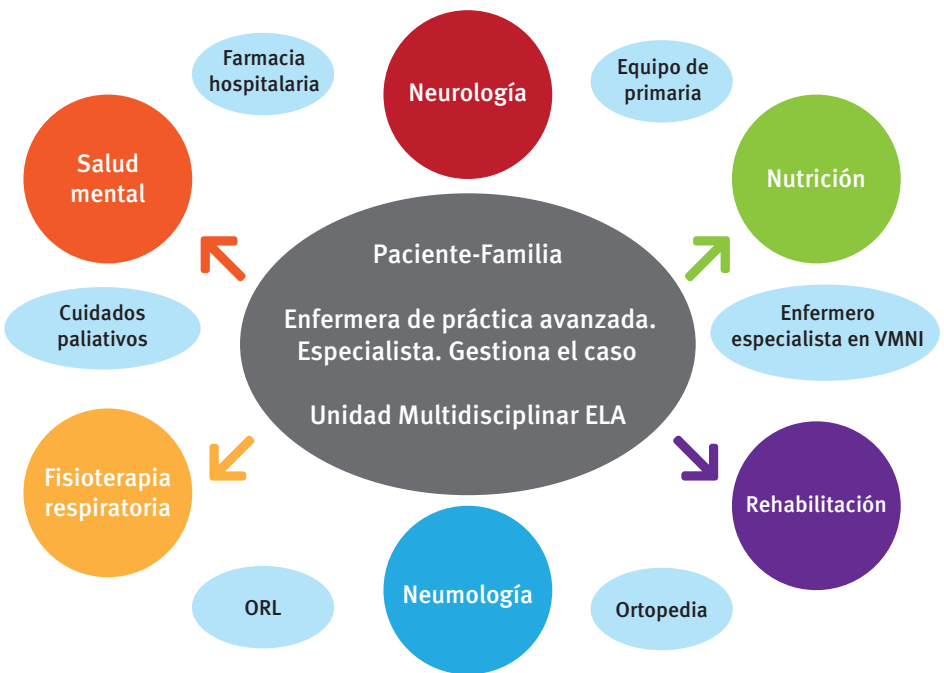 Farmacia
hospitalaria
Neurología
Equipo de
primaria
Salud
mental
Nutrición
Paciente-Familia
Enfermera de práctica avanzada.
Especialista. Gestiona el caso
Unidad Multidisciplinar ELA
Cuidados
paliativos
Enfermero
especialista en VMNI
Fisioterapia
respiratoria
Rehabilitación
ORL
Neumología
Ortopedia